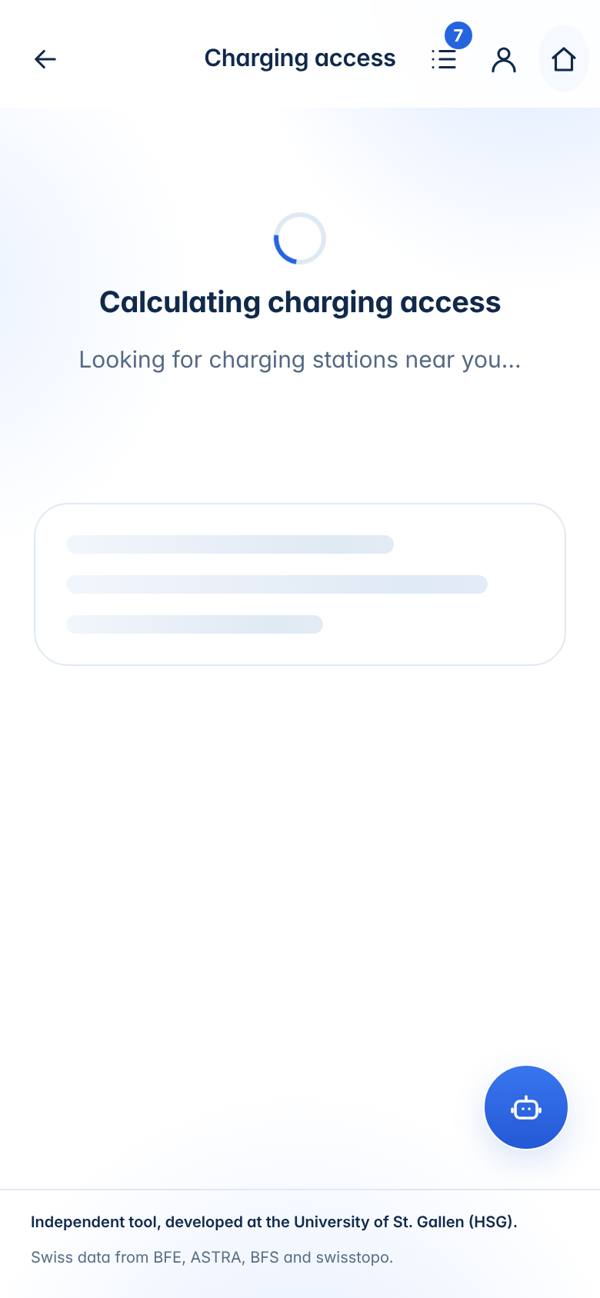 Charging access
7
Calculating charging access
Looking for charging stations near you...
Independent tool, developed at the University of St. Gallen (HSG).
Swiss data from BFE, ASTRA, BFS and swisstopo.